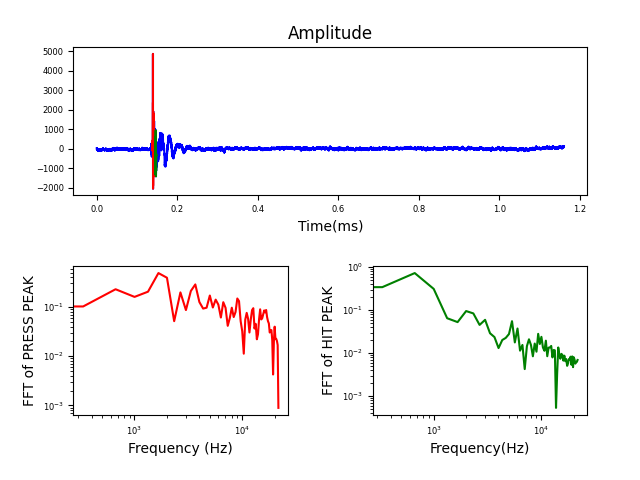 Amplitude
5000
4000
3000
2000
1000
0
−1000
−2000
0.0 0.2 0.4 0.6 0.8 1.0 1.2
Time(ms)
FFT of PRESS PEAK
10⁻¹
10⁻²
10⁻³
10³ 10⁴
Frequency (Hz)
FFT of HIT PEAK
10⁰
10⁻¹
10⁻²
10⁻³
10³ 10⁴
Frequency(Hz)